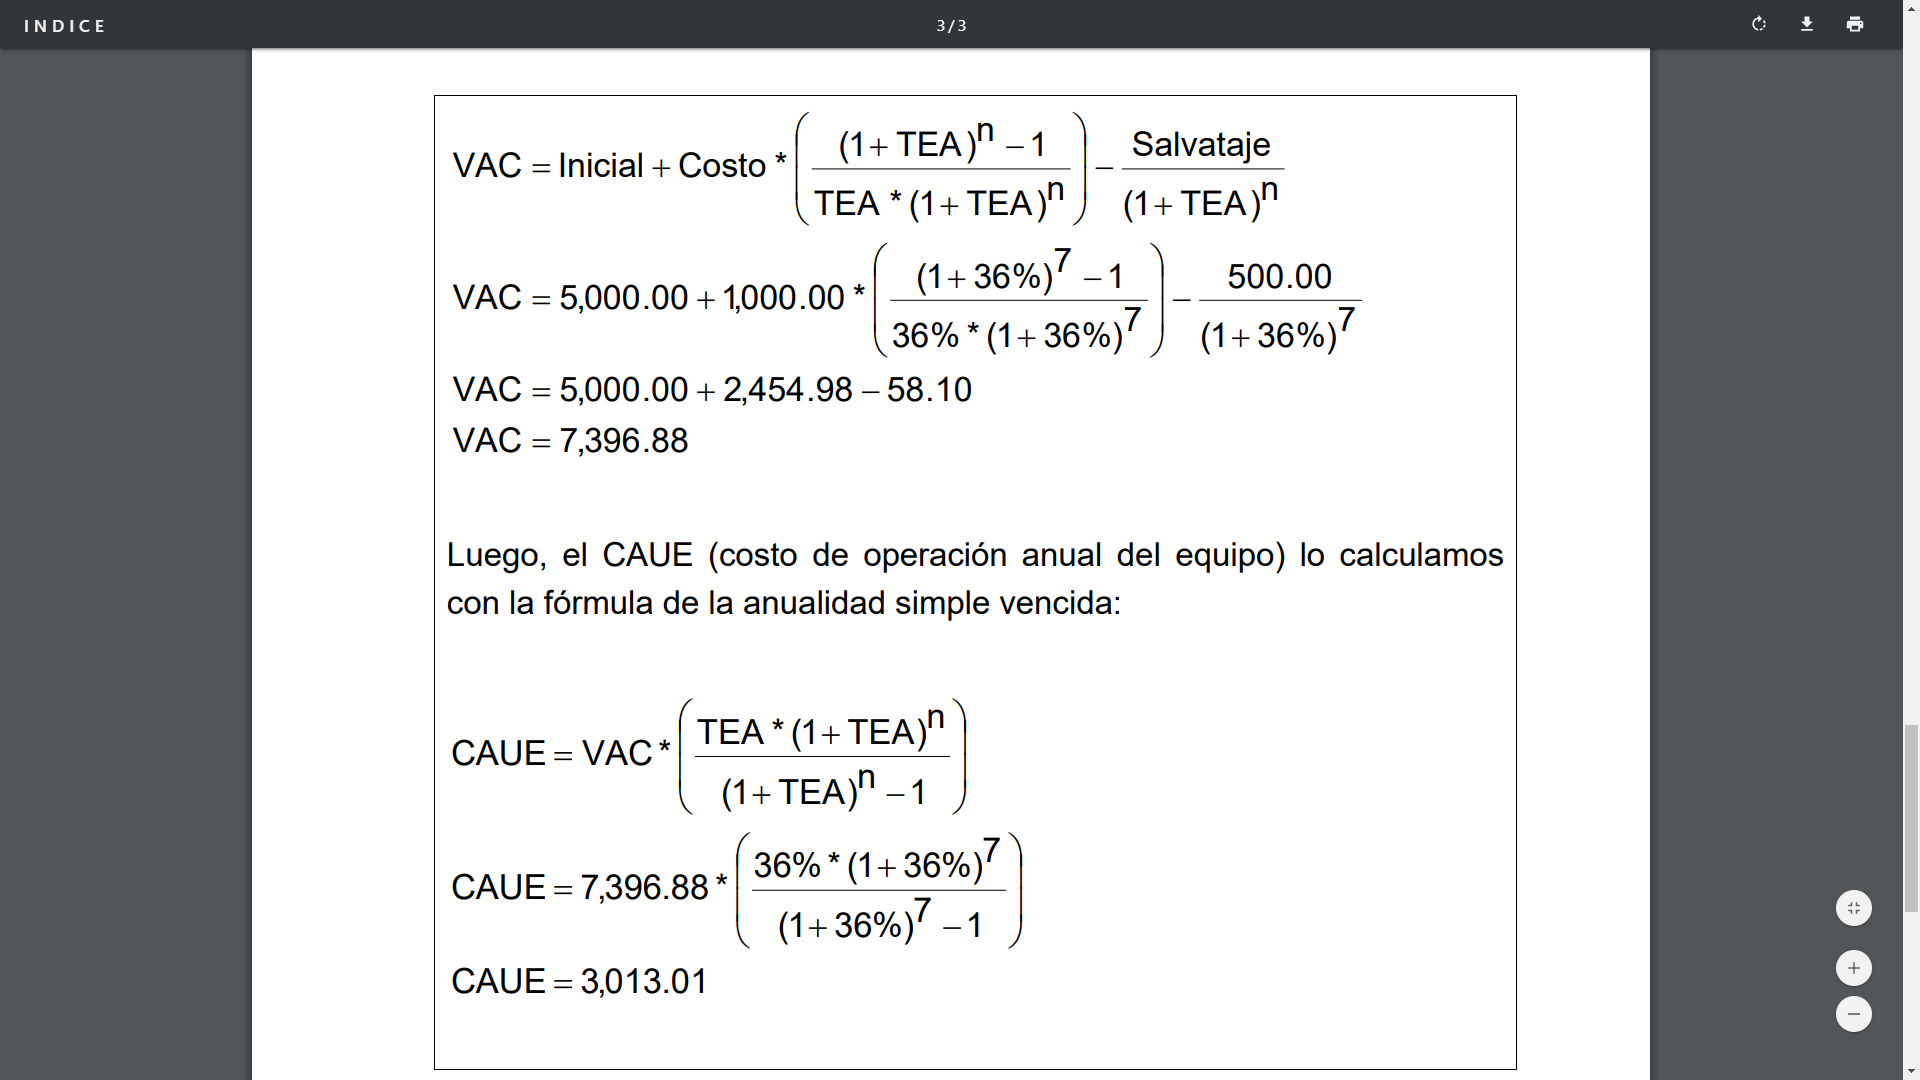 INDICE
3/3
VAC = Inicial + Costo * ( (1+ TEA)^n − 1 / TEA * (1+ TEA)^n ) − Salvataje / (1+ TEA)^n
VAC = 5,000.00 + 1,000.00 * ( (1+ 36%)^7 − 1 / 36% * (1+ 36%)^7 ) − 500.00 / (1+ 36%)^7
VAC = 5,000.00 + 2,454.98 − 58.10
VAC = 7,396.88
Luego, el CAUE (costo de operación anual del equipo) lo calculamos
con la fórmula de la anualidad simple vencida:
CAUE = VAC * ( TEA * (1+ TEA)^n / (1+ TEA)^n − 1 )
CAUE = 7,396.88 * ( 36% * (1+ 36%)^7 / (1+ 36%)^7 − 1 )
CAUE = 3,013.01